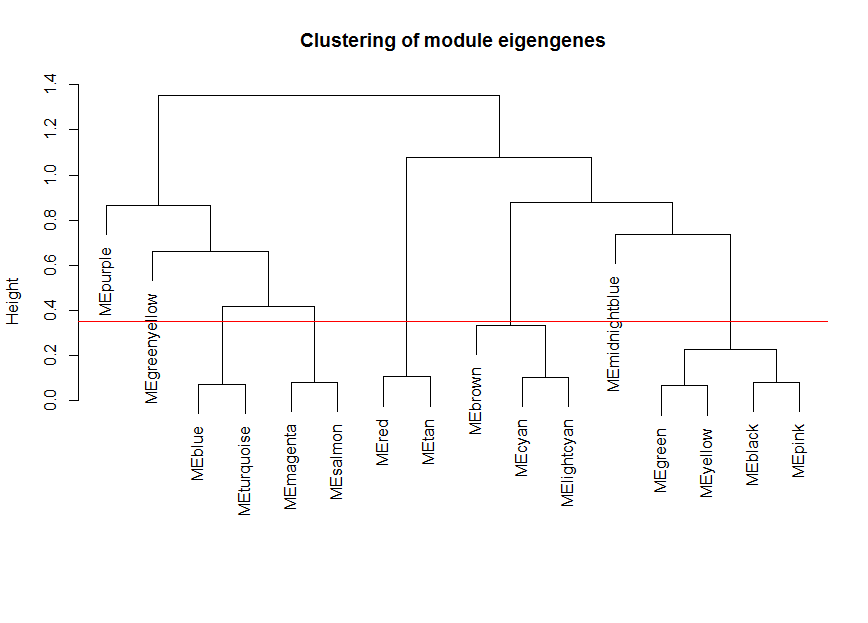 Clustering of module eigengenes
Height
1.4
1.2
1.0
0.8
0.6
0.4
0.2
0.0
MEpurple
MEgreenyellow
MEblue
MEturquoise
MEmagenta
MEsalmon
MEred
MEtan
MEbrown
MEcyan
MElightcyan
MEmidnightblue
MEgreen
MEyellow
MEblack
MEpink